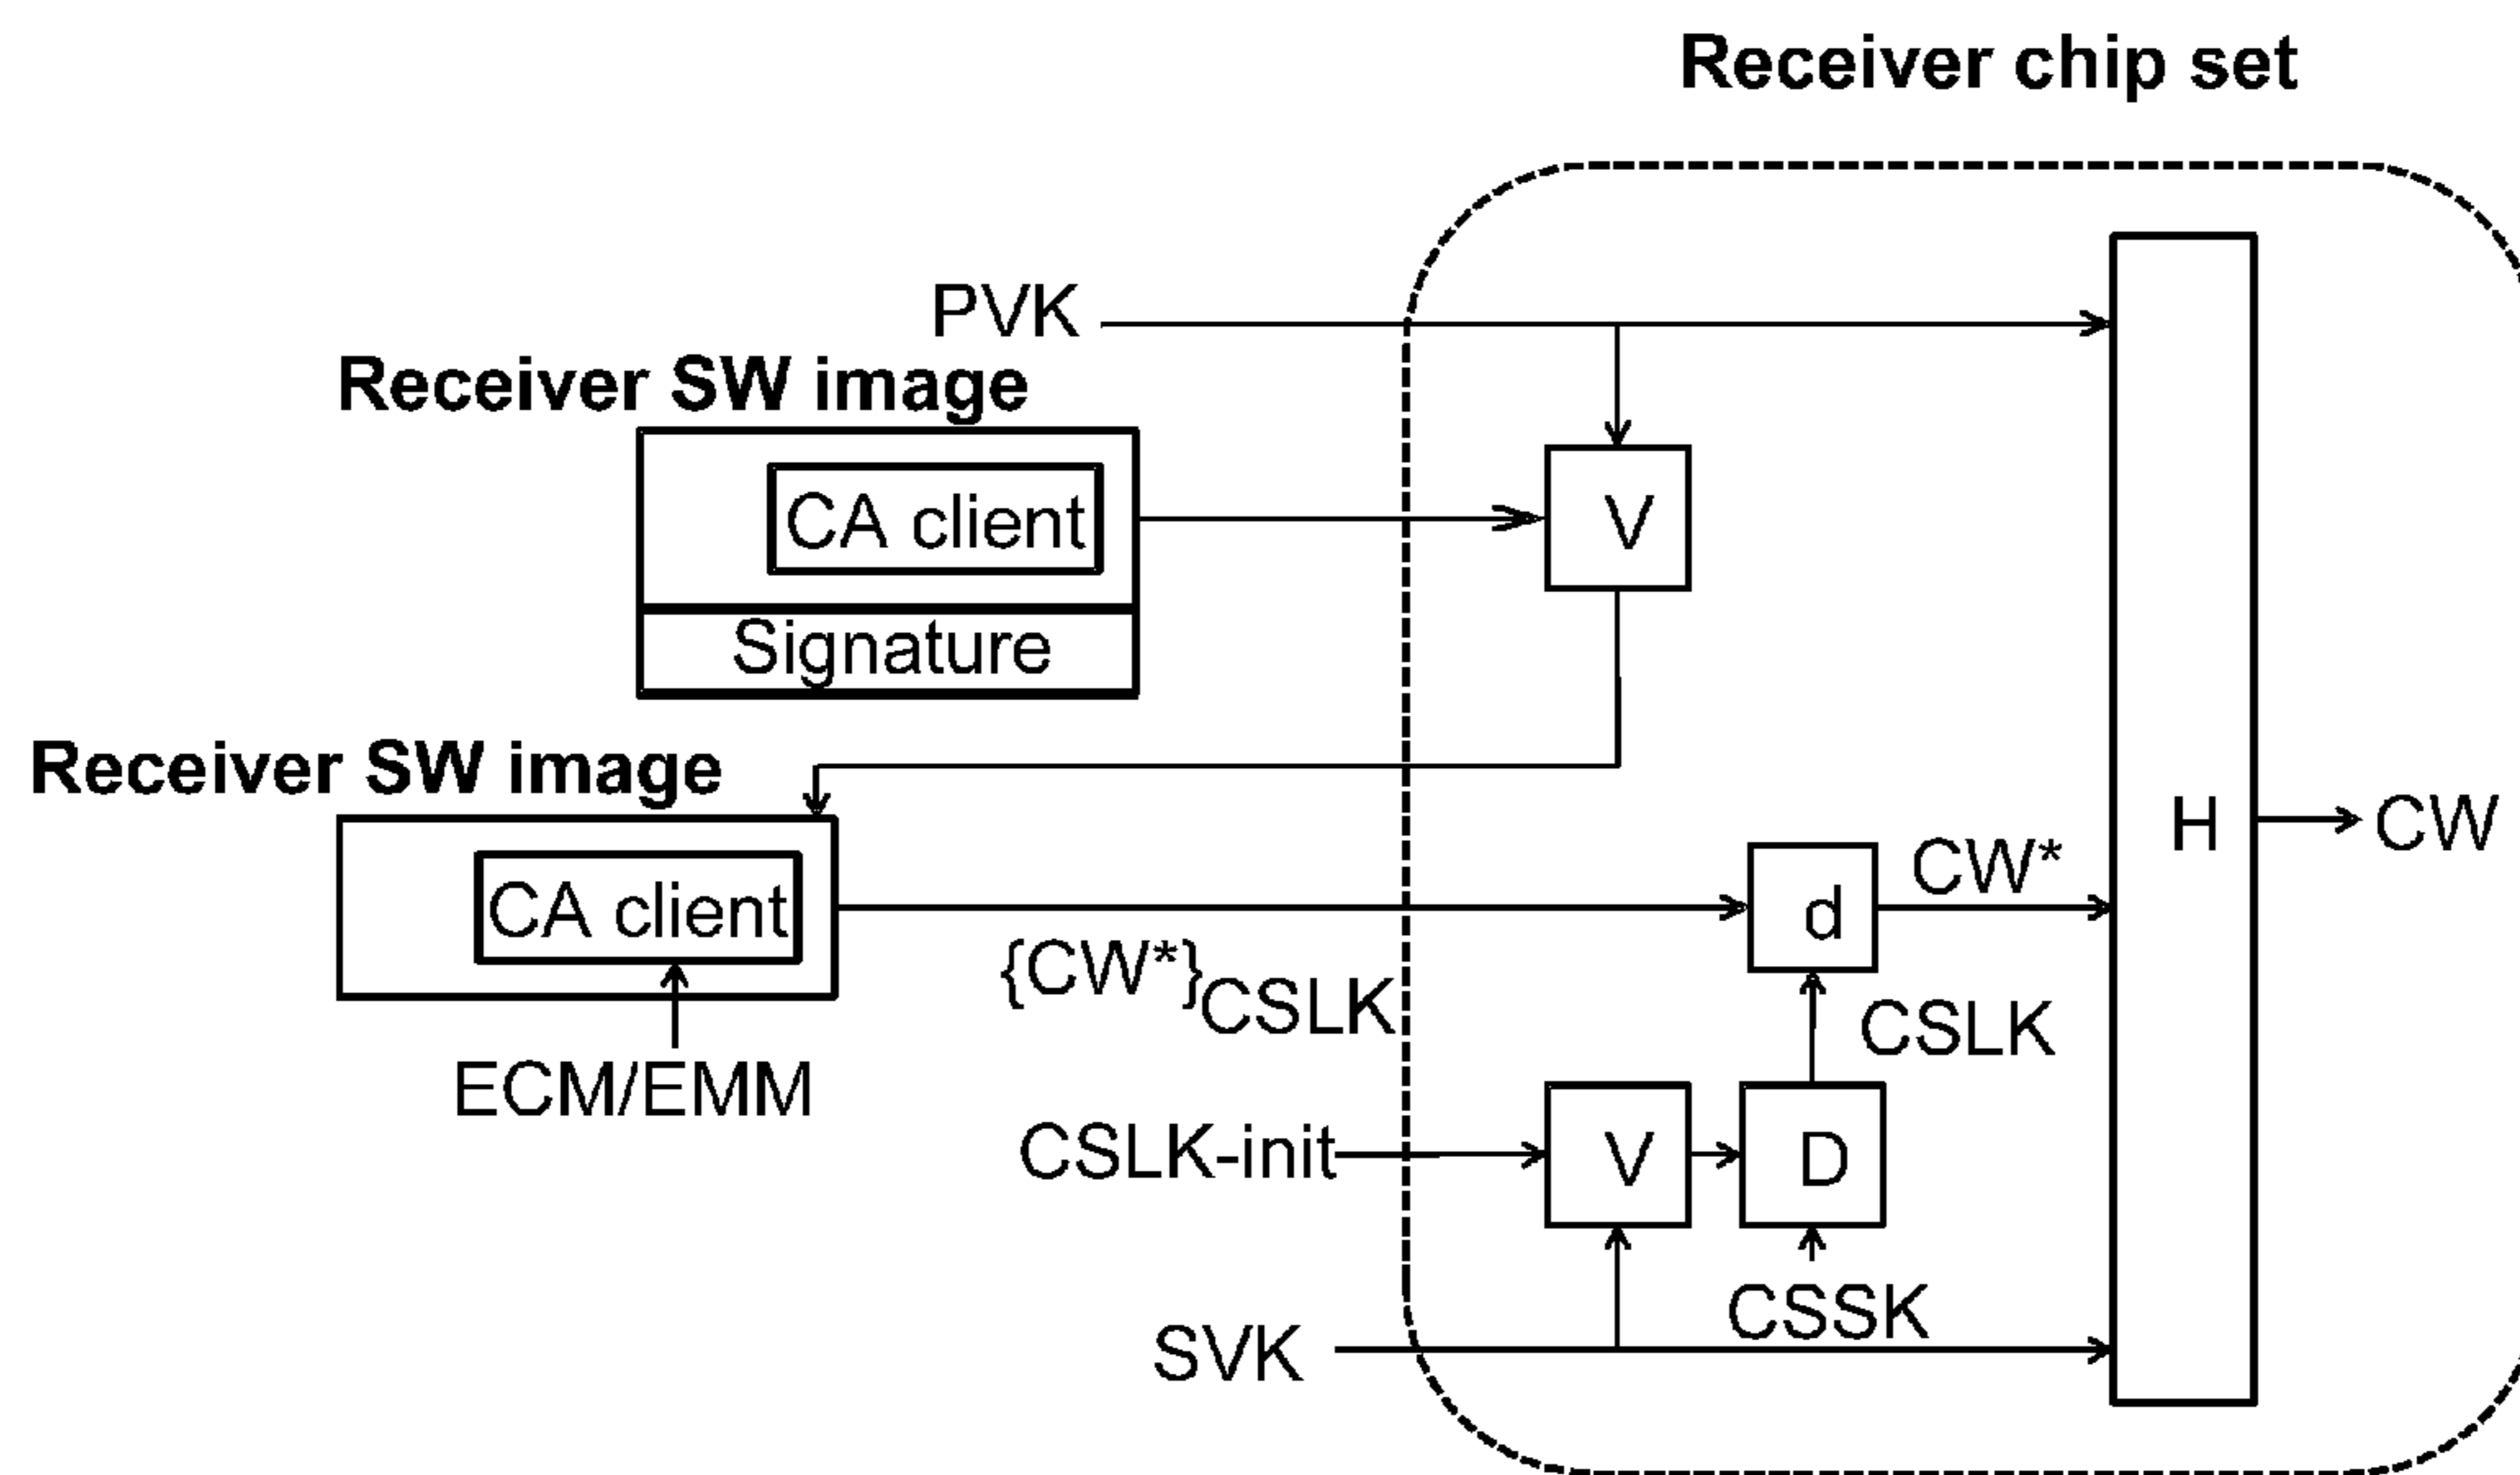 Receiver chip set
PVK
Receiver SW image
CA client
V
Signature
Receiver SW image
H
CW
CW*
CA client
d
{CW*}CSLK
CSLK
ECM/EMM
CSLK-init
V
D
CSSK
SVK